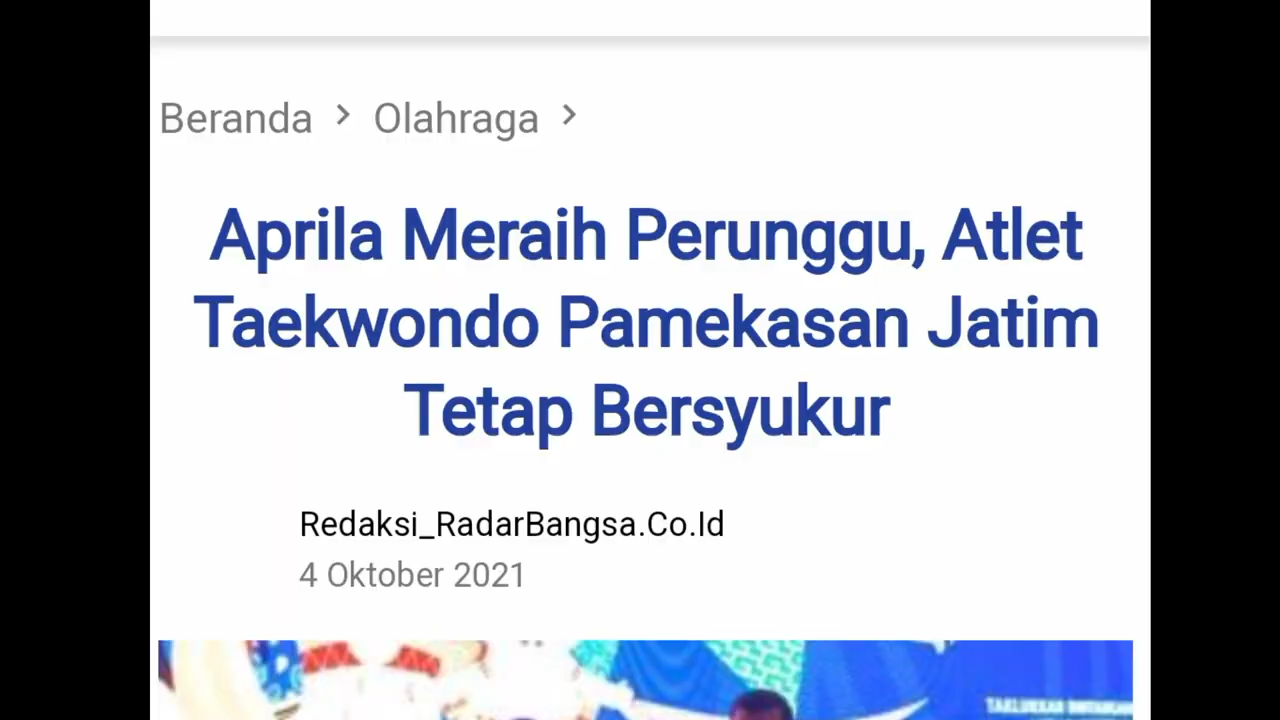 Beranda > Olahraga >
Aprila Meraih Perunggu, Atlet
Taekwondo Pamekasan Jatim
Tetap Bersyukur
Redaksi_RadarBangsa.Co.Id
4 Oktober 2021